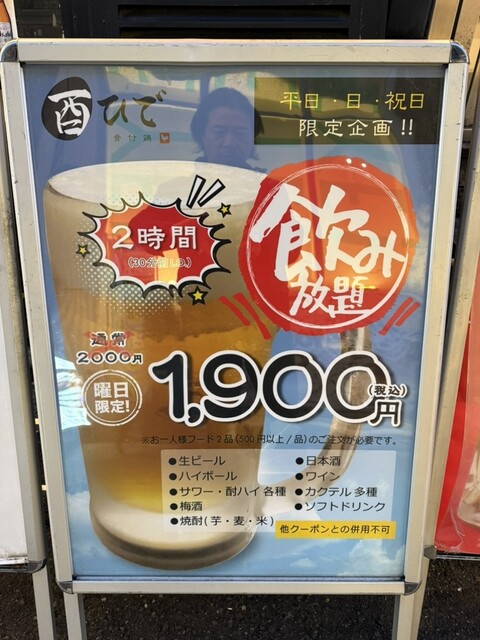 酉ひで
骨付鍋
平日・日・祝日
限定企画!!
2時間
(30分前L.O.)
飲み
放題
通常
2000円
曜日
限定!
1,900円
(税込)
※お一人様フード2品(500円以上/品)のご注文が必要です。
●生ビール
●ハイボール
●サワー・酎ハイ各種
●梅酒
●焼酎(芋・麦・米)
●日本酒
●ワイン
●カクテル多種
●ソフトドリンク
他クーポンとの併用不可